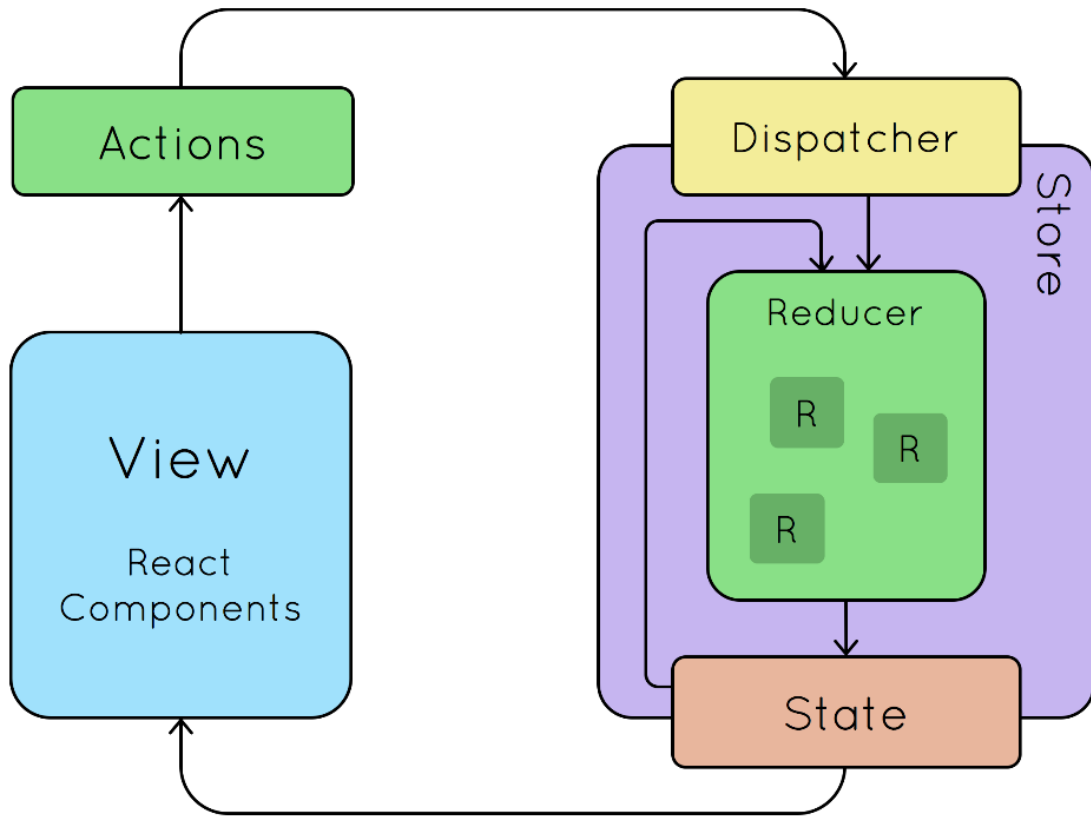 Actions
Dispatcher
Store
Reducer
R
R
R
View
React
Components
State